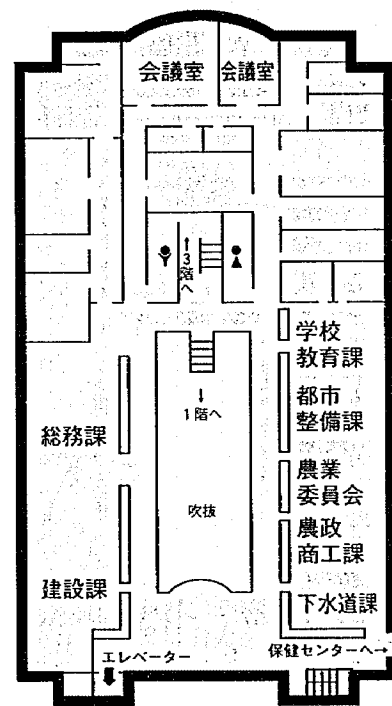 会議室
会議室
↑3階へ
学校
教育課
都市
整備課
↓
1階へ
総務課
農業
委員会
吹抜
農政
商工課
建設課
下水道課
エレベーター
保健センターへ→